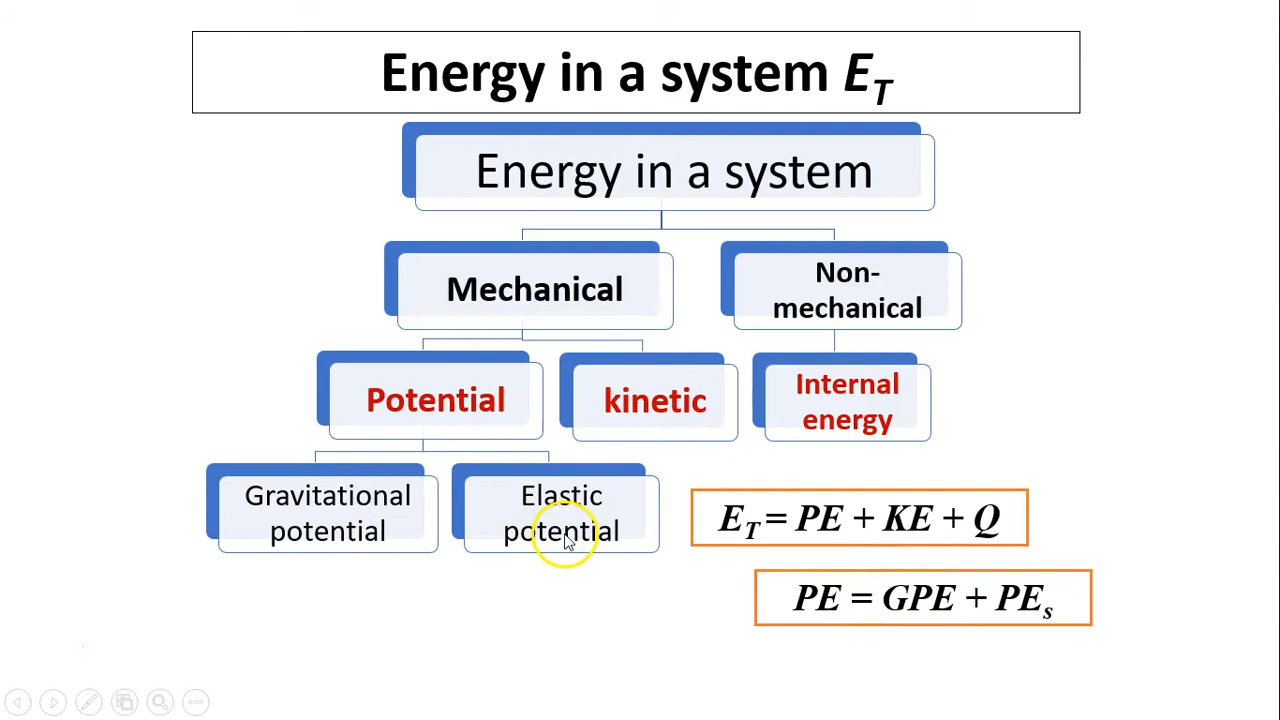 Energy in a system E_T
Energy in a system
Mechanical
Non-
mechanical
Potential
kinetic
Internal
energy
Gravitational
potential
Elastic
potential
E_T = PE + KE + Q
PE = GPE + PE_s